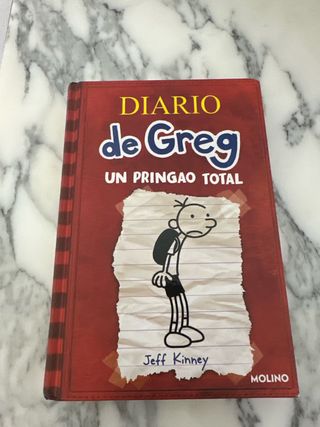 DIARIO
de Greg
UN PRINGAO TOTAL
Jeff Kinney
MOLINO